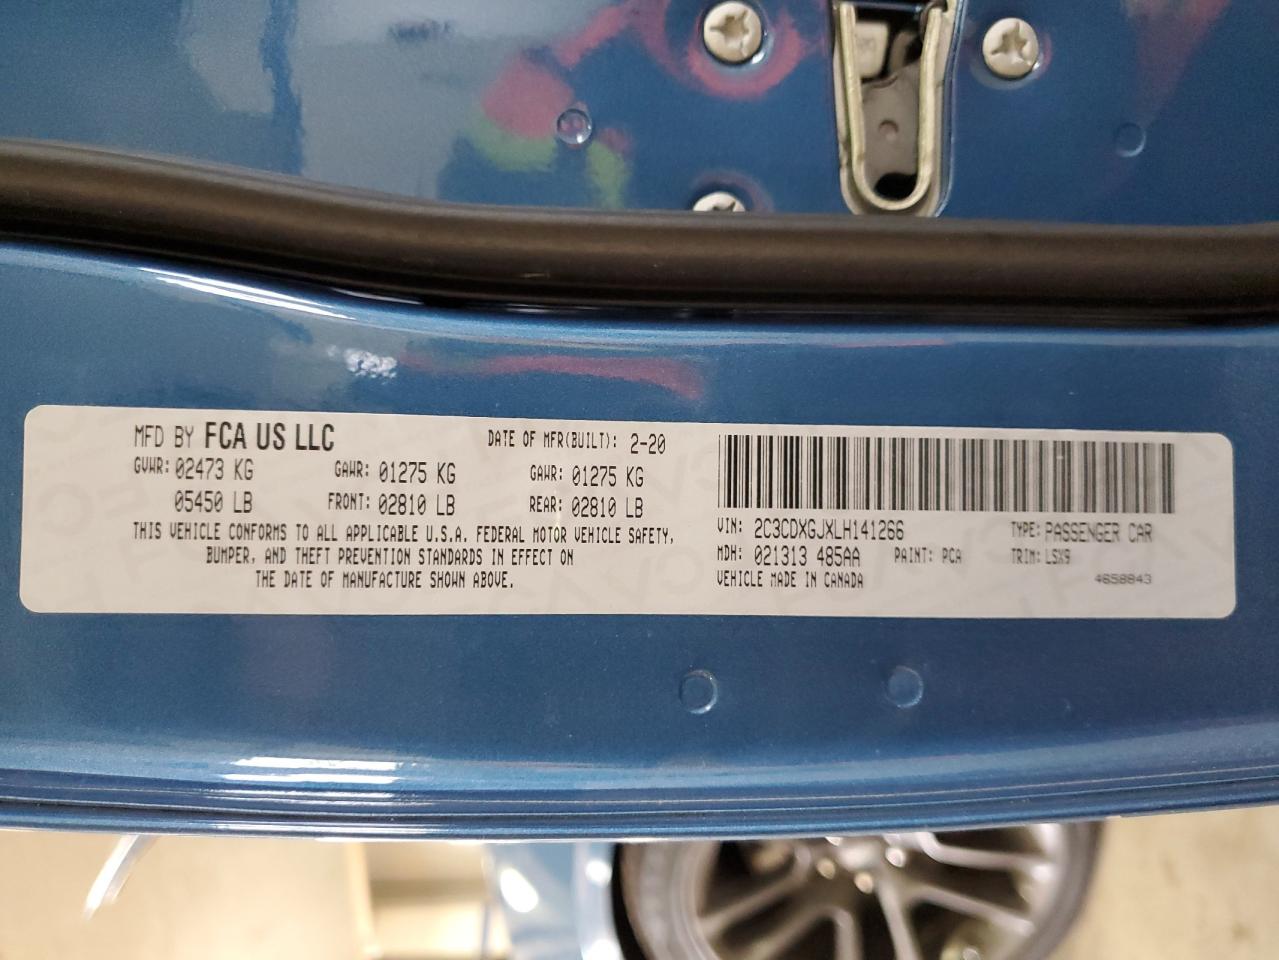 MFD BY FCA US LLC DATE OF MFR(BUILT): 2-20
GVWR: 02473 KG GAWR: 01275 KG GAWR: 01275 KG
05450 LB FRONT: 02810 LB REAR: 02810 LB
THIS VEHICLE CONFORMS TO ALL APPLICABLE U.S.A. FEDERAL MOTOR VEHICLE SAFETY,
BUMPER, AND THEFT PREVENTION STANDARDS IN EFFECT ON
THE DATE OF MANUFACTURE SHOWN ABOVE.
VIN: 2C3CDXGJXLH141266 TYPE: PASSENGER CAR
MDH: 021313 485AA PAINT: PCA TRIM: LSX9
VEHICLE MADE IN CANADA 4658843